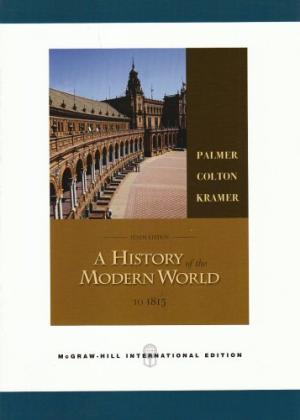 PALMER
COLTON
KRAMER
TENTH EDITION
A HISTORY of the
MODERN WORLD
TO 1815
McGRAW-HILL INTERNATIONAL EDITION